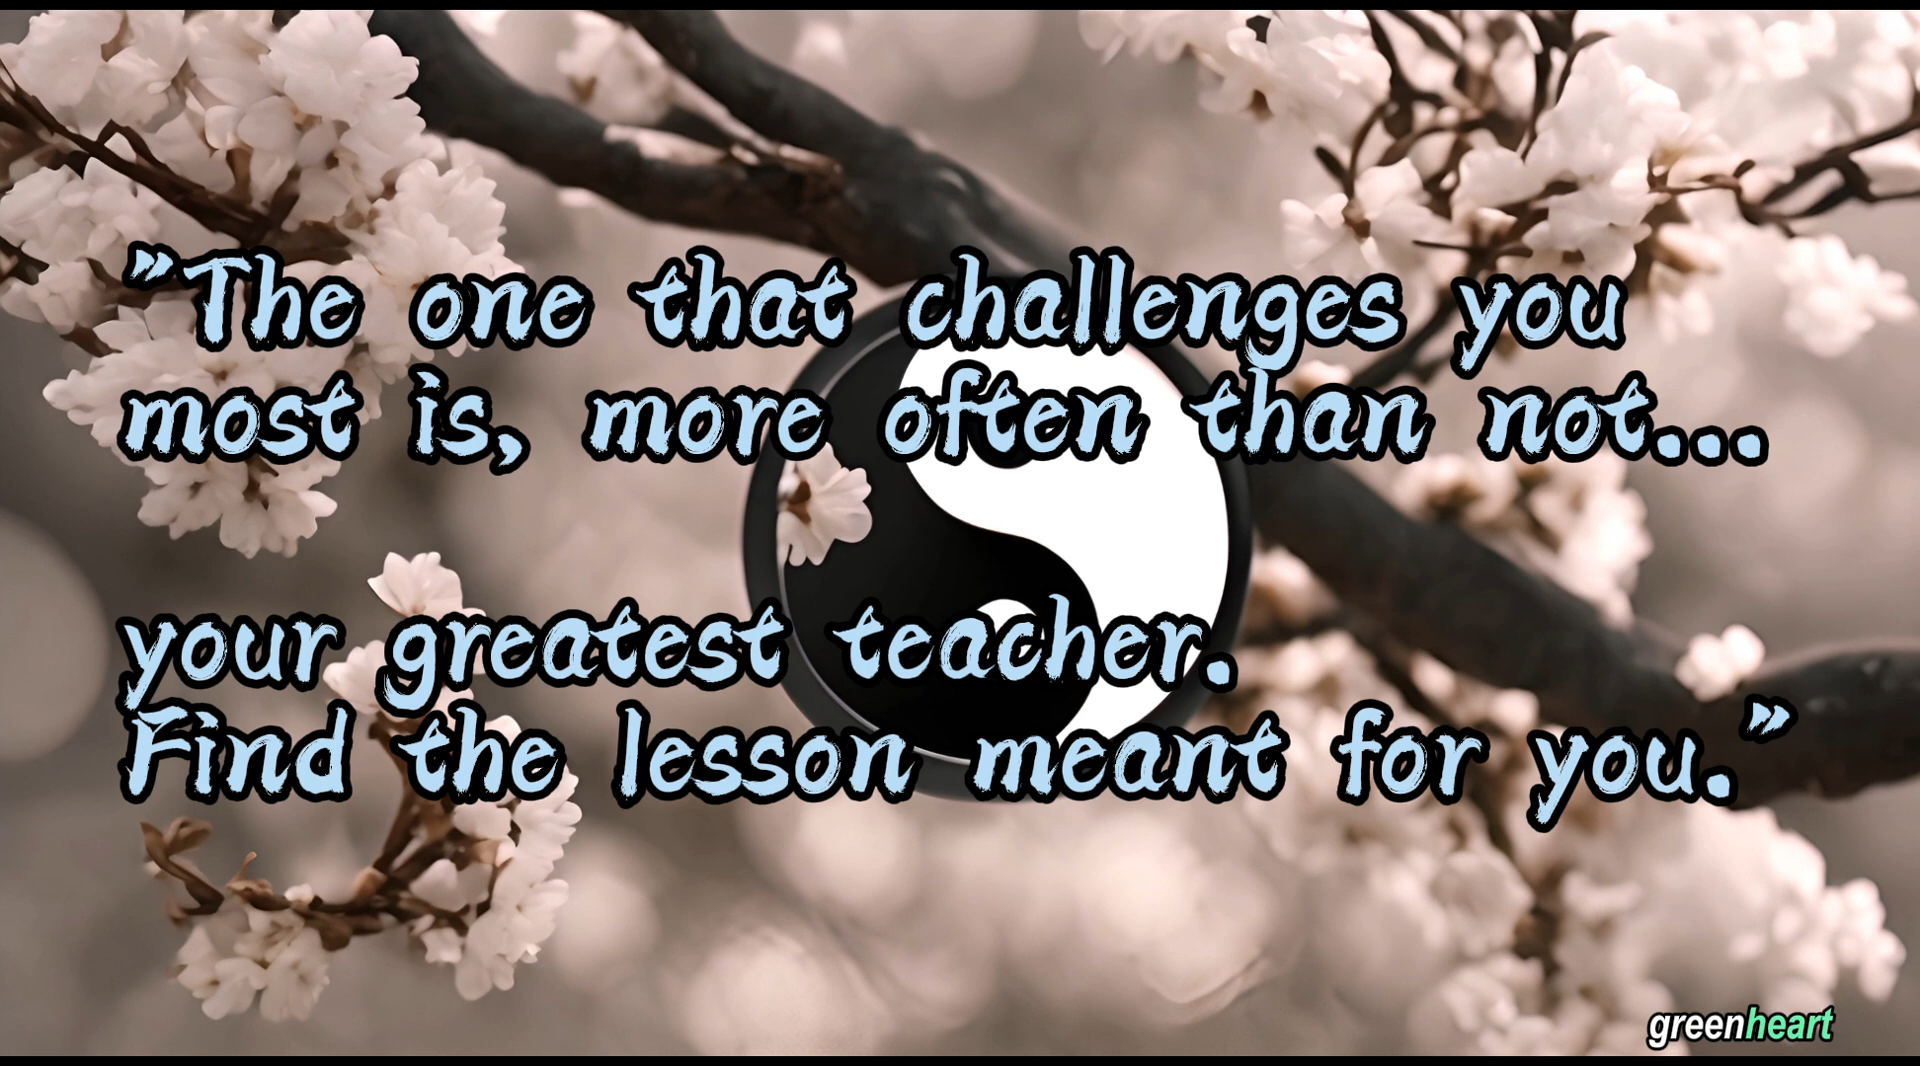 "The one that challenges you
most is, more often than not...
your greatest teacher.
Find the lesson meant for you."
greenheart